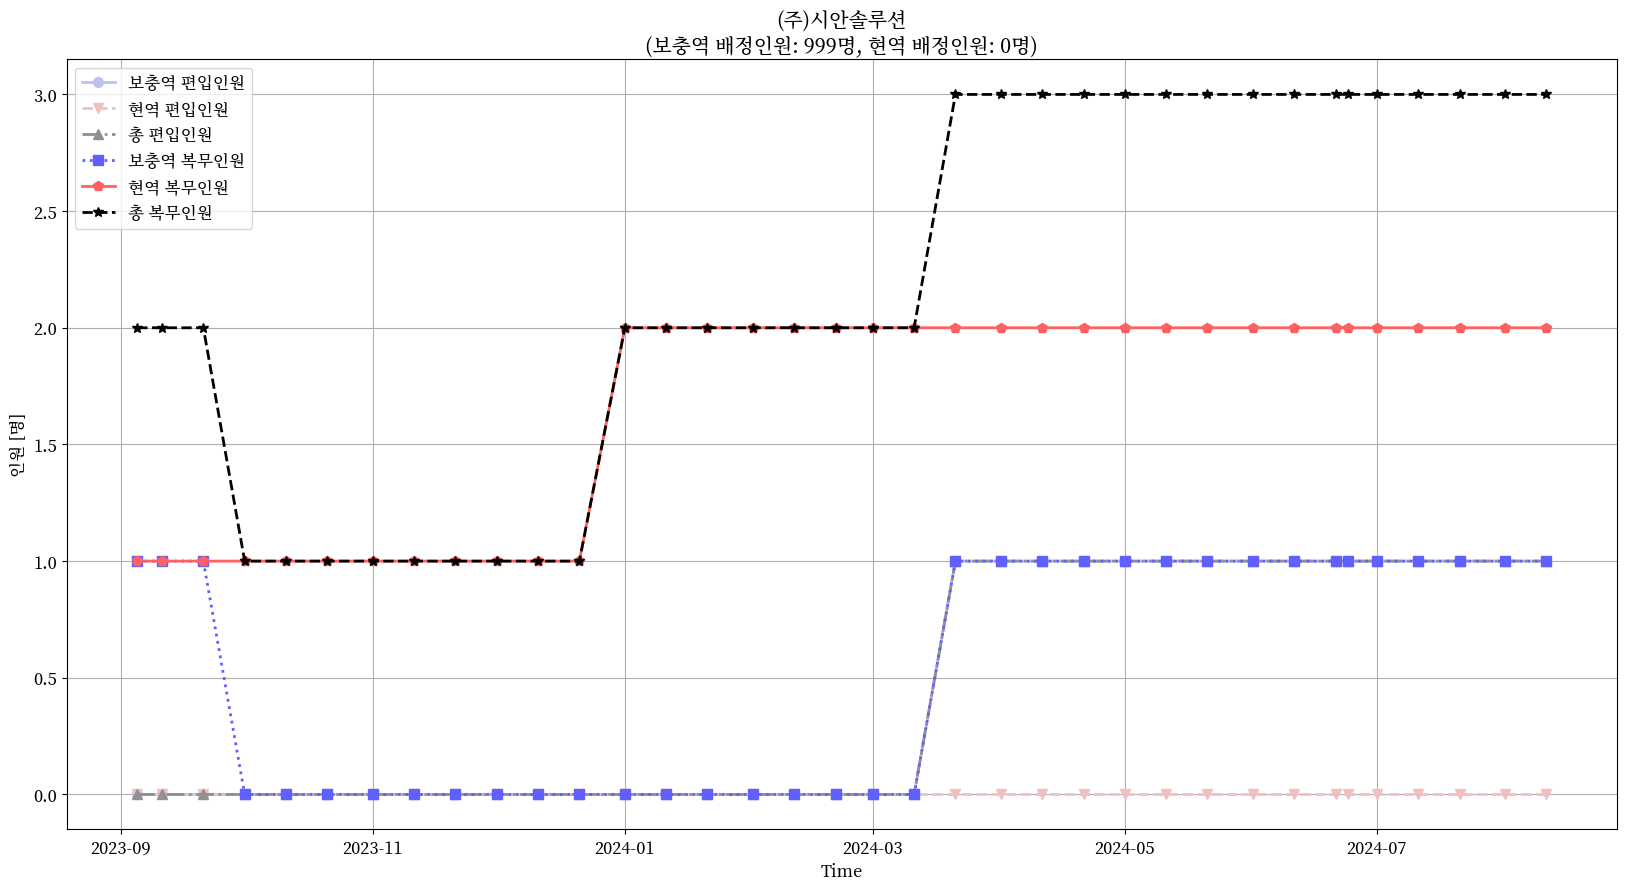 (주)시안솔루션
(보충역 배정인원: 999명, 현역 배정인원: 0명)
보충역 편입인원
현역 편입인원
총 편입인원
보충역 복무인원
현역 복무인원
총 복무인원
3.0
2.5
2.0
1.5
1.0
0.5
0.0
인원 [명]
2023-09
2023-11
2024-01
2024-03
2024-05
2024-07
Time